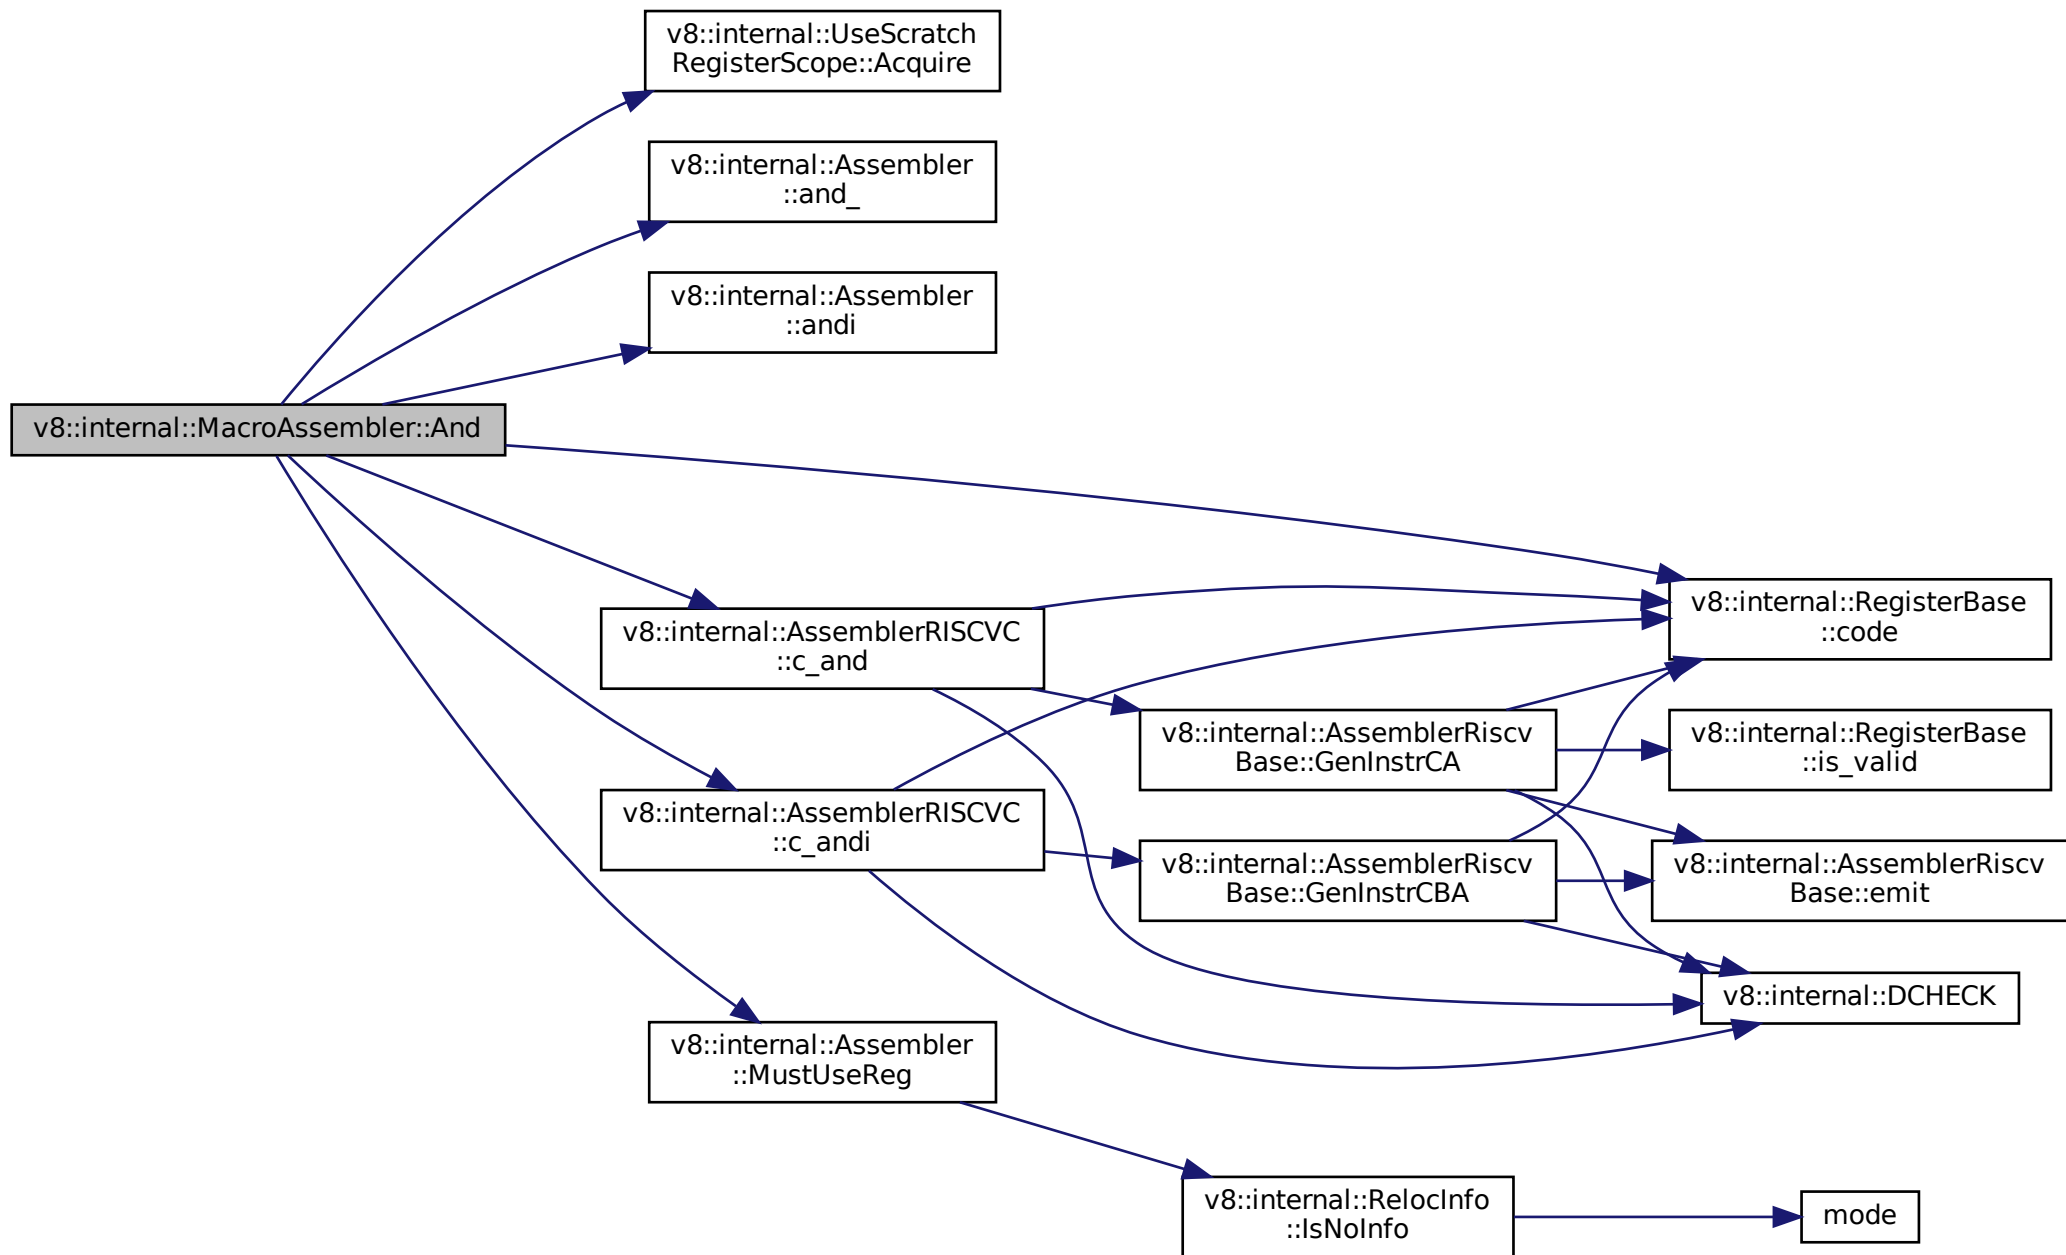 v8::internal::UseScratch
RegisterScope::Acquire
v8::internal::Assembler
::and_
v8::internal::Assembler
::andi
v8::internal::MacroAssembler::And
v8::internal::RegisterBase
::code
v8::internal::AssemblerRISCVC
::c_and
v8::internal::AssemblerRiscv
Base::GenInstrCA
v8::internal::RegisterBase
::is_valid
v8::internal::AssemblerRISCVC
::c_andi
v8::internal::AssemblerRiscv
Base::GenInstrCBA
v8::internal::AssemblerRiscv
Base::emit
v8::internal::DCHECK
v8::internal::Assembler
::MustUseReg
v8::internal::RelocInfo
::IsNoInfo
mode